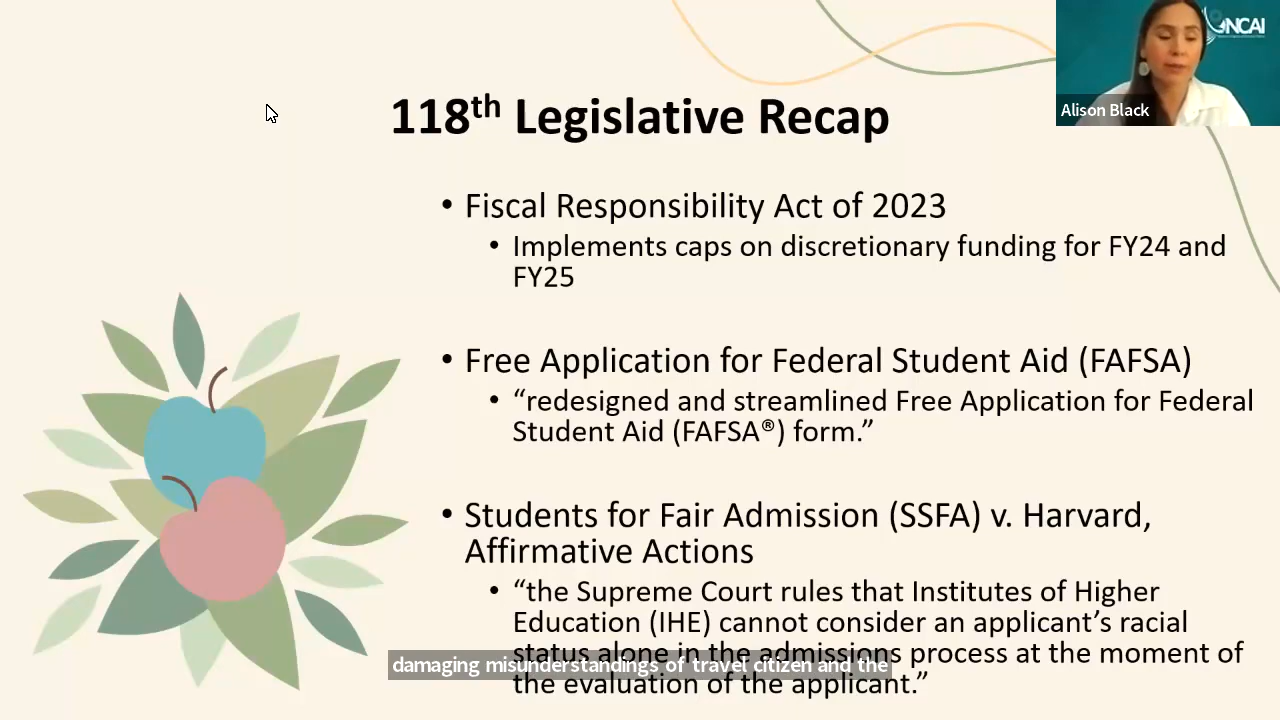 NCAI
Alison Black
118th Legislative Recap
• Fiscal Responsibility Act of 2023
• Implements caps on discretionary funding for FY24 and
FY25
• Free Application for Federal Student Aid (FAFSA)
• “redesigned and streamlined Free Application for Federal
Student Aid (FAFSA®) form.”
• Students for Fair Admission (SSFA) v. Harvard,
Affirmative Actions
• “the Supreme Court rules that Institutes of Higher
Education (IHE) cannot consider an applicant’s racial
status alone in the admissions process at the moment of
damaging misunderstandings of travel citizen and the
the evaluation of the applicant.”